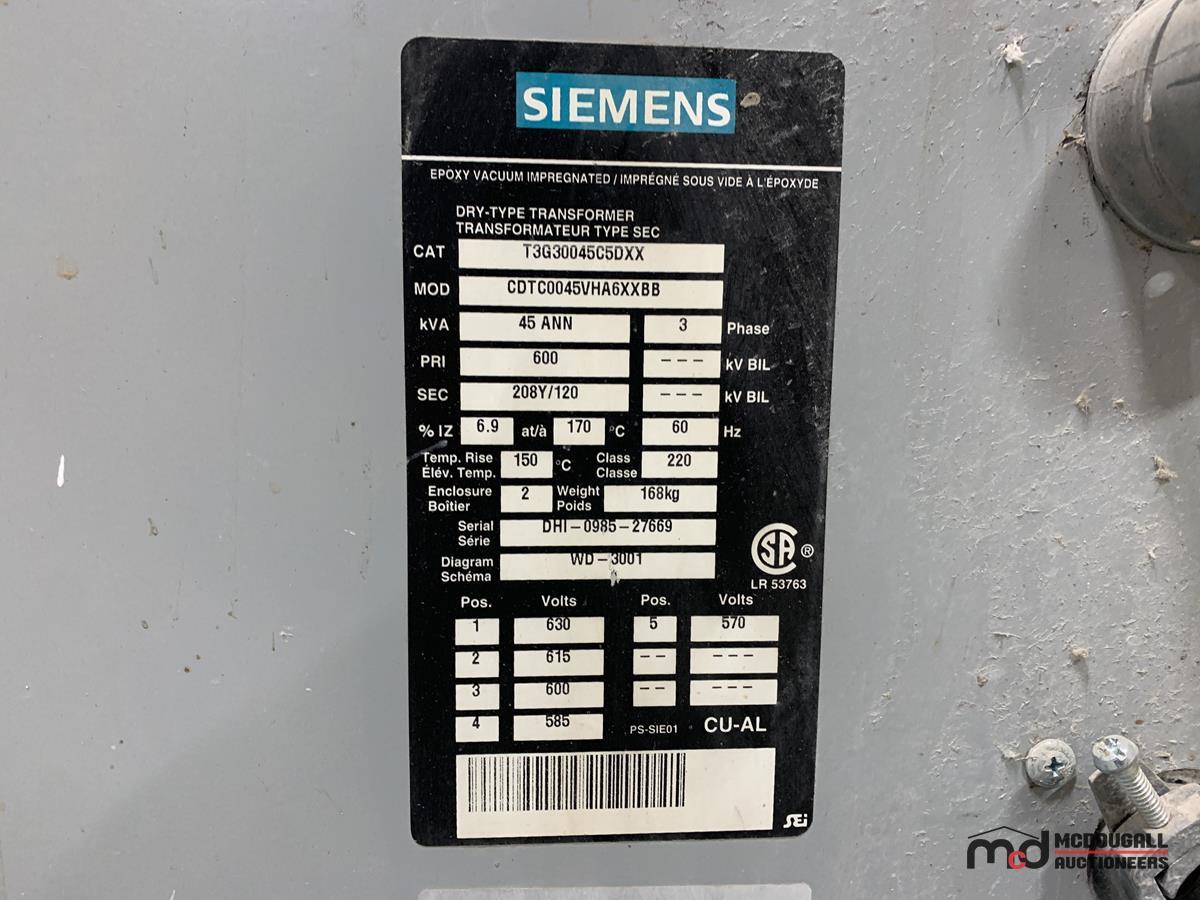 SIEMENS
EPOXY VACUUM IMPREGNATED / IMPRÉGNÉ SOUS VIDE À L'ÉPOXYDE
DRY-TYPE TRANSFORMER
TRANSFORMATEUR TYPE SEC
CAT T3G30045C5DXX
MOD CDTC0045VHA6XXBB
kVA 45 ANN 3 Phase
PRI 600 --- kV BIL
SEC 208Y/120 --- kV BIL
% IZ 6.9 at/à 170 °C 60 Hz
Temp. Rise 150 °C Class 220
Élév. Temp. Classe
Enclosure 2 Weight 168kg
Boîtier Poids
Serial DHI-0985-27669
Série
Diagram WD-3001
Schéma
SA ®
LR 53763
Pos. Volts Pos. Volts
1 630 5 570
2 615 -- ---
3 600 -- ---
4 585 PS-SIE01 CU-AL
SEi
mcd MCDOUGALL
AUCTIONEERS